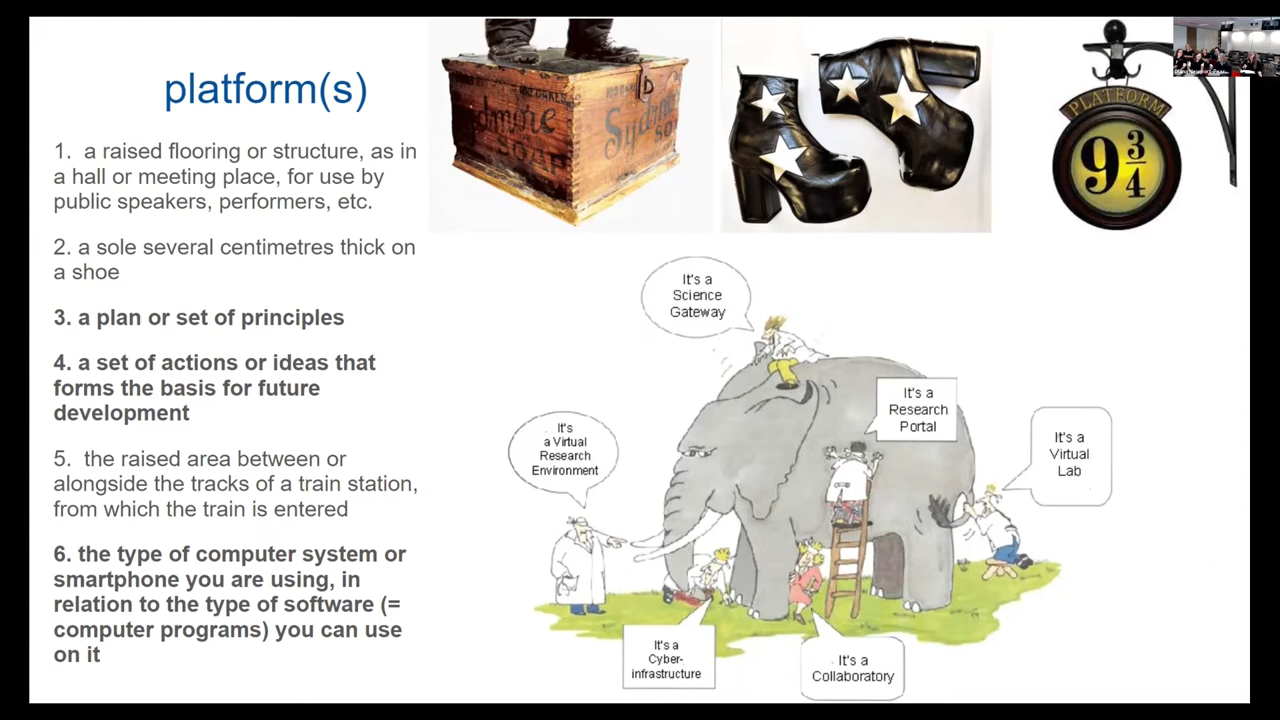 platform(s)
1.  a raised flooring or structure, as in
a hall or meeting place, for use by
public speakers, performers, etc.
2. a sole several centimetres thick on
a shoe
3. a plan or set of principles
4. a set of actions or ideas that
forms the basis for future
development
5.  the raised area between or
alongside the tracks of a train station,
from which the train is entered
6. the type of computer system or
smartphone you are using, in
relation to the type of software (=
computer programs) you can use
on it
PLATFORM
9 3/4
It's a
Science
Gateway
It's a
Research
Portal
It's
a Virtual
Research
Environment
It's a
Virtual
Lab
It's a
Cyber-
infrastructure
It's a
Collaboratory